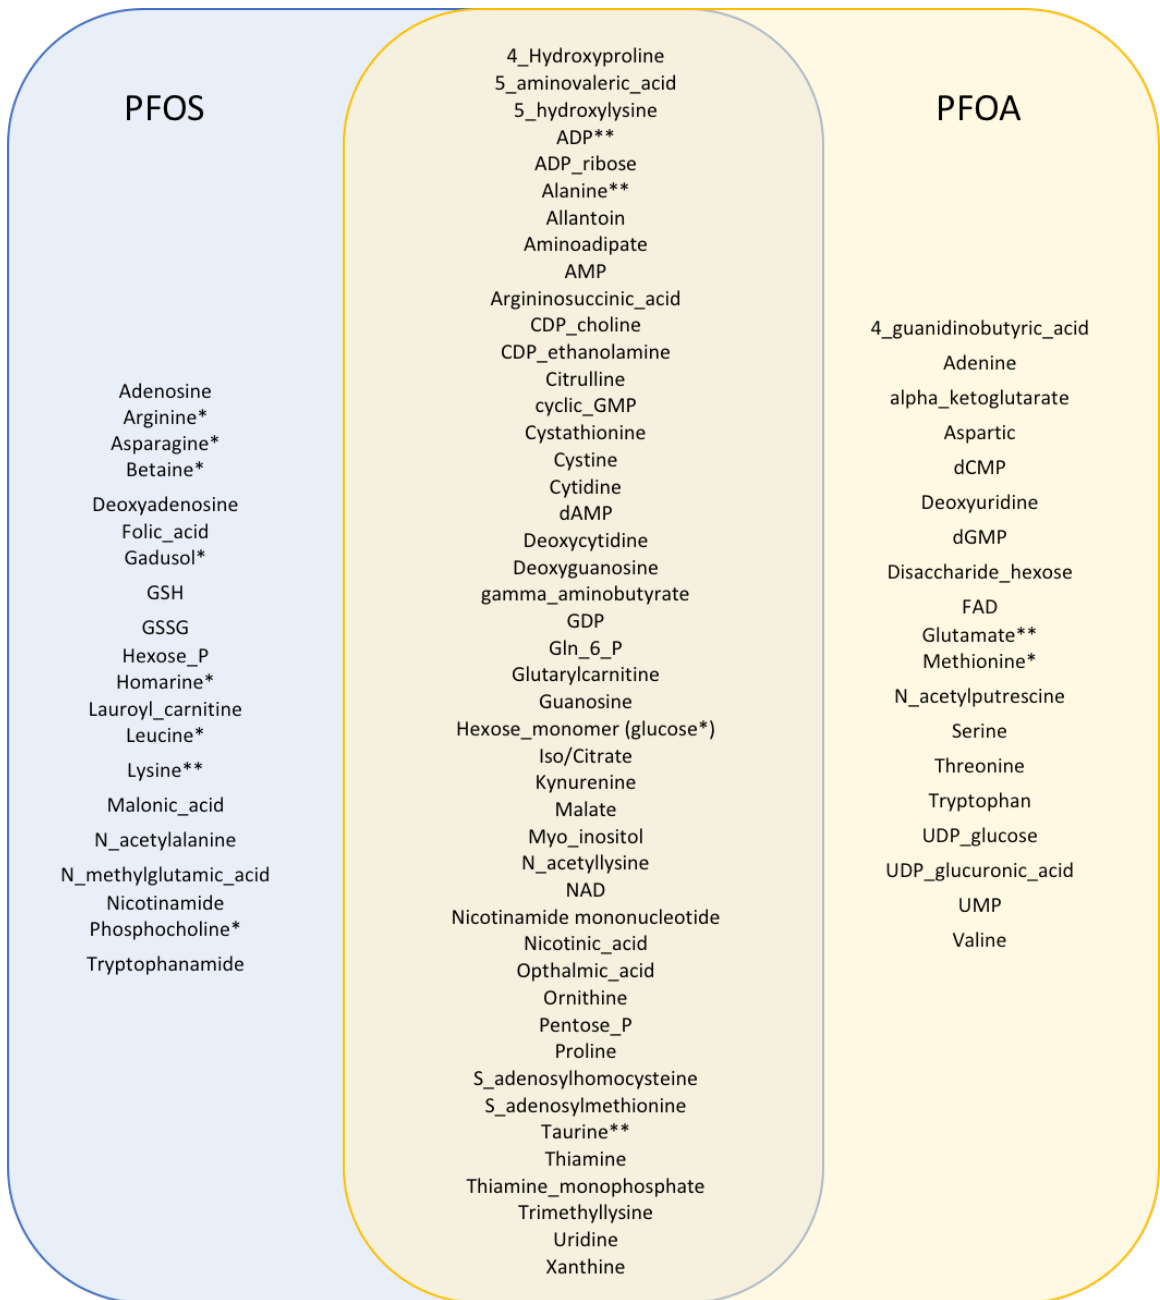 PFOS
Adenosine
Arginine*
Asparagine*
Betaine*
Deoxyadenosine
Folic_acid
Gadusol*
GSH
GSSG
Hexose_P
Homarine*
Lauroyl_carnitine
Leucine*
Lysine**
Malonic_acid
N_acetylalanine
N_methylglutamic_acid
Nicotinamide
Phosphocholine*
Tryptophanamide
4_Hydroxyproline
5_aminovaleric_acid
5_hydroxylysine
ADP**
ADP_ribose
Alanine**
Allantoin
Aminoadipate
AMP
Argininosuccinic_acid
CDP_choline
CDP_ethanolamine
Citrulline
cyclic_GMP
Cystathionine
Cystine
Cytidine
dAMP
Deoxycytidine
Deoxyguanosine
gamma_aminobutyrate
GDP
Gln_6_P
Glutarylcarnitine
Guanosine
Hexose_monomer (glucose*)
Iso/Citrate
Kynurenine
Malate
Myo_inositol
N_acetyllysine
NAD
Nicotinamide mononucleotide
Nicotinic_acid
Opthalmic_acid
Ornithine
Pentose_P
Proline
S_adenosylhomocysteine
S_adenosylmethionine
Taurine**
Thiamine
Thiamine_monophosphate
Trimethyllysine
Uridine
Xanthine
PFOA
4_guanidinobutyric_acid
Adenine
alpha_ketoglutarate
Aspartic
dCMP
Deoxyuridine
dGMP
Disaccharide_hexose
FAD
Glutamate**
Methionine*
N_acetylputrescine
Serine
Threonine
Tryptophan
UDP_glucose
UDP_glucuronic_acid
UMP
Valine